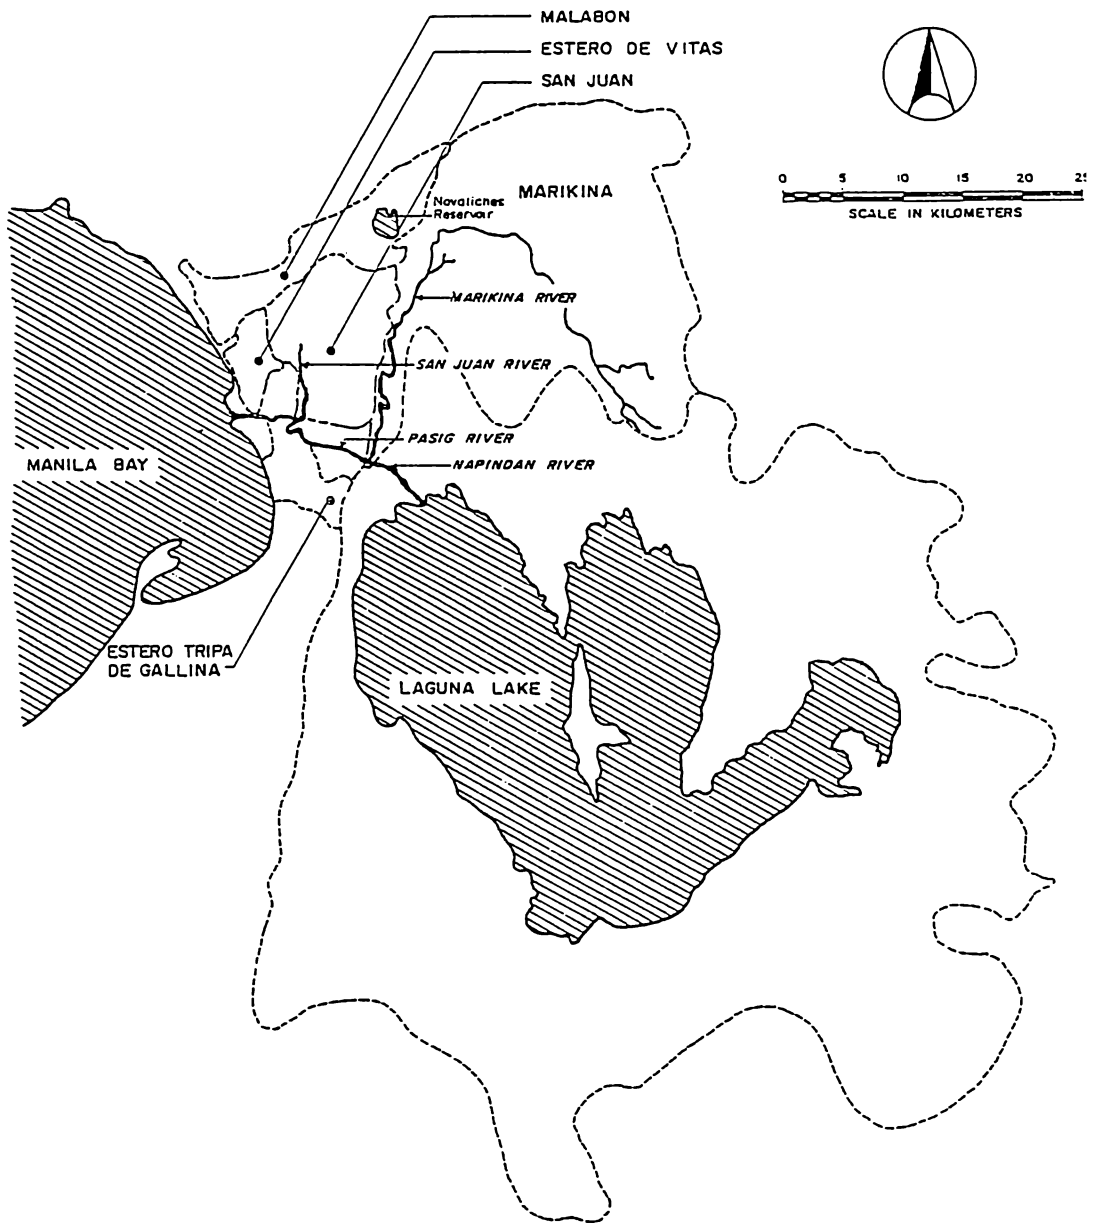 MALABON
ESTERO DE VITAS
SAN JUAN
0 5 10 15 20 25
SCALE IN KILOMETERS
MARIKINA
Novaliches
Reservoir
MARIKINA RIVER
SAN JUAN RIVER
PASIG RIVER
NAPINDAN RIVER
MANILA BAY
ESTERO TRIPA
DE GALLINA
LAGUNA LAKE